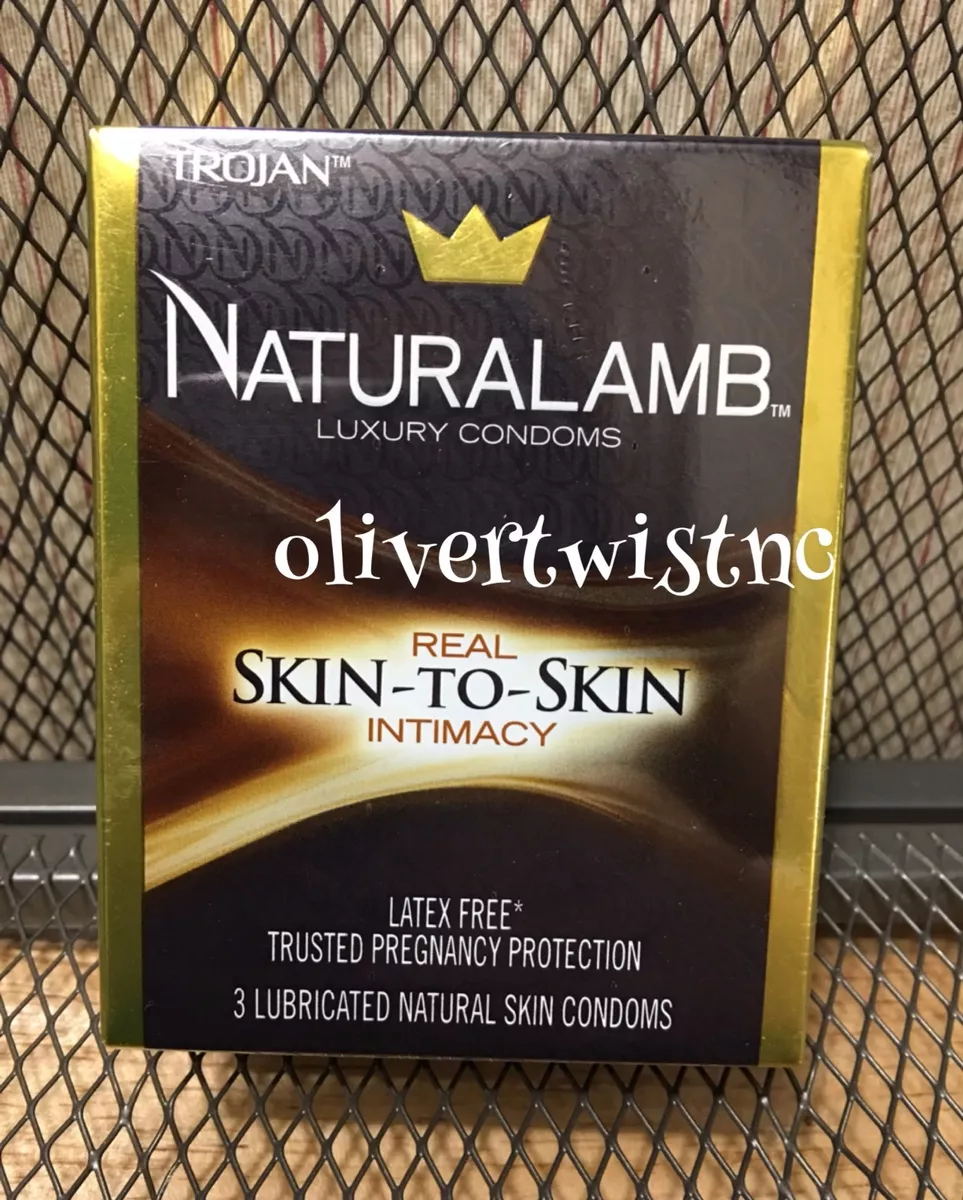 TROJAN™
NATURALAMB™
LUXURY CONDOMS
olivertwistnc
REAL
SKIN-TO-SKIN
INTIMACY
LATEX FREE*
TRUSTED PREGNANCY PROTECTION
3 LUBRICATED NATURAL SKIN CONDOMS